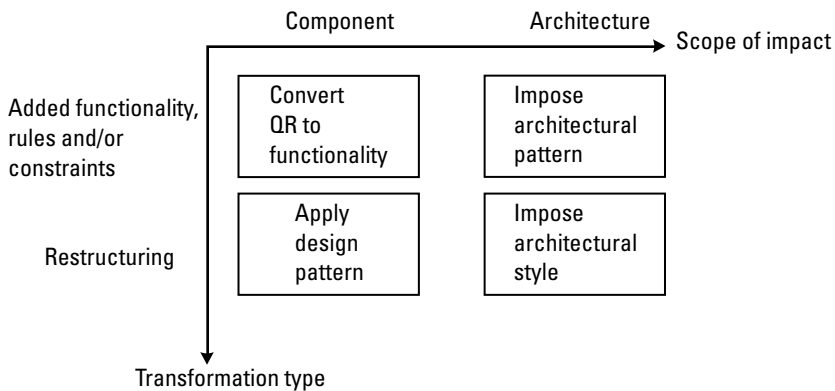 Component
Architecture
Scope of impact
Added functionality,
rules and/or
constraints
Convert
QR to
functionality
Impose
architectural
pattern
Restructuring
Apply
design
pattern
Impose
architectural
style
Transformation type